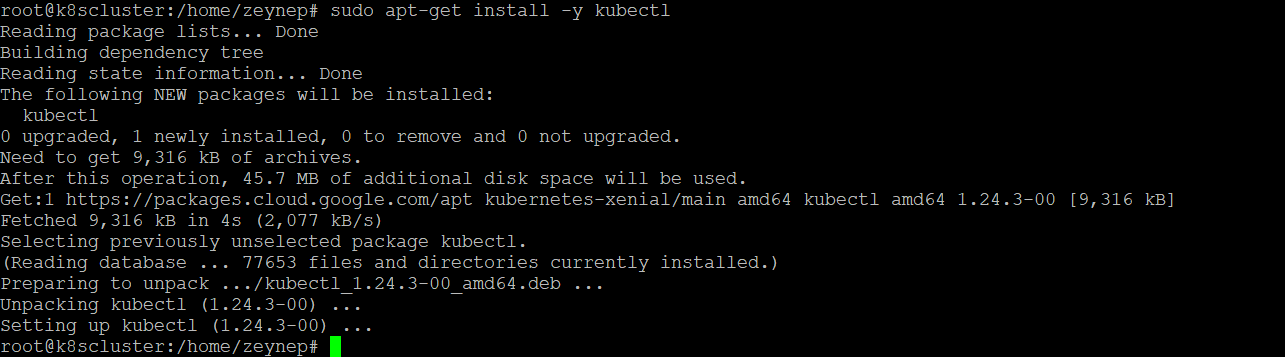 root@k8scluster:/home/zeynep# sudo apt-get install -y kubectl
Reading package lists... Done
Building dependency tree
Reading state information... Done
The following NEW packages will be installed:
  kubectl
0 upgraded, 1 newly installed, 0 to remove and 0 not upgraded.
Need to get 9,316 kB of archives.
After this operation, 45.7 MB of additional disk space will be used.
Get:1 https://packages.cloud.google.com/apt kubernetes-xenial/main amd64 kubectl amd64 1.24.3-00 [9,316 kB]
Fetched 9,316 kB in 4s (2,077 kB/s)
Selecting previously unselected package kubectl.
(Reading database ... 77653 files and directories currently installed.)
Preparing to unpack .../kubectl_1.24.3-00_amd64.deb ...
Unpacking kubectl (1.24.3-00) ...
Setting up kubectl (1.24.3-00) ...
root@k8scluster:/home/zeynep#